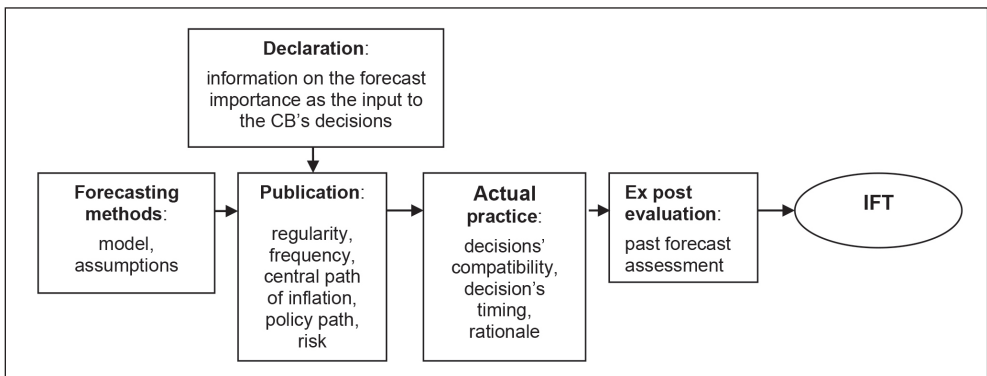 Declaration:
information on the forecast
importance as the input to
the CB's decisions
Forecasting
methods:
model,
assumptions
Publication:
regularity,
frequency,
central path
of inflation,
policy path,
risk
Actual
practice:
decisions'
compatibility,
decision's
timing,
rationale
Ex post
evaluation:
past forecast
assessment
IFT